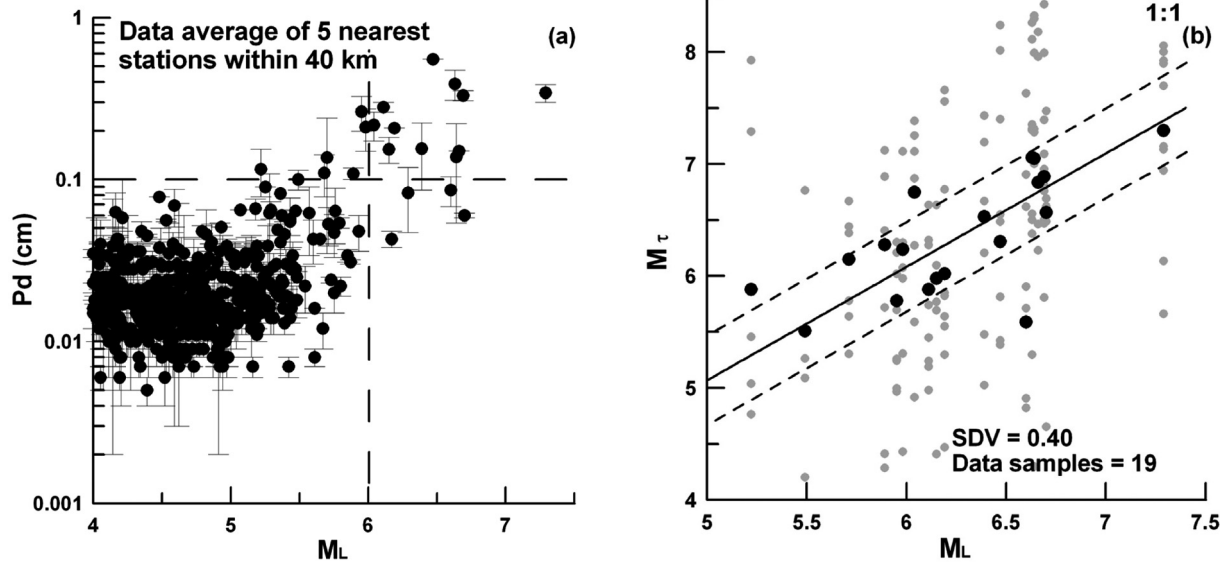 Data average of 5 nearest
stations within 40 km
(a)
1
0.1
0.01
0.001
Pd (cm)
4
5
6
7
ML
1:1
(b)
8
7
6
5
4
M τ
SDV = 0.40
Data samples = 19
5
5.5
6
6.5
7
7.5
ML